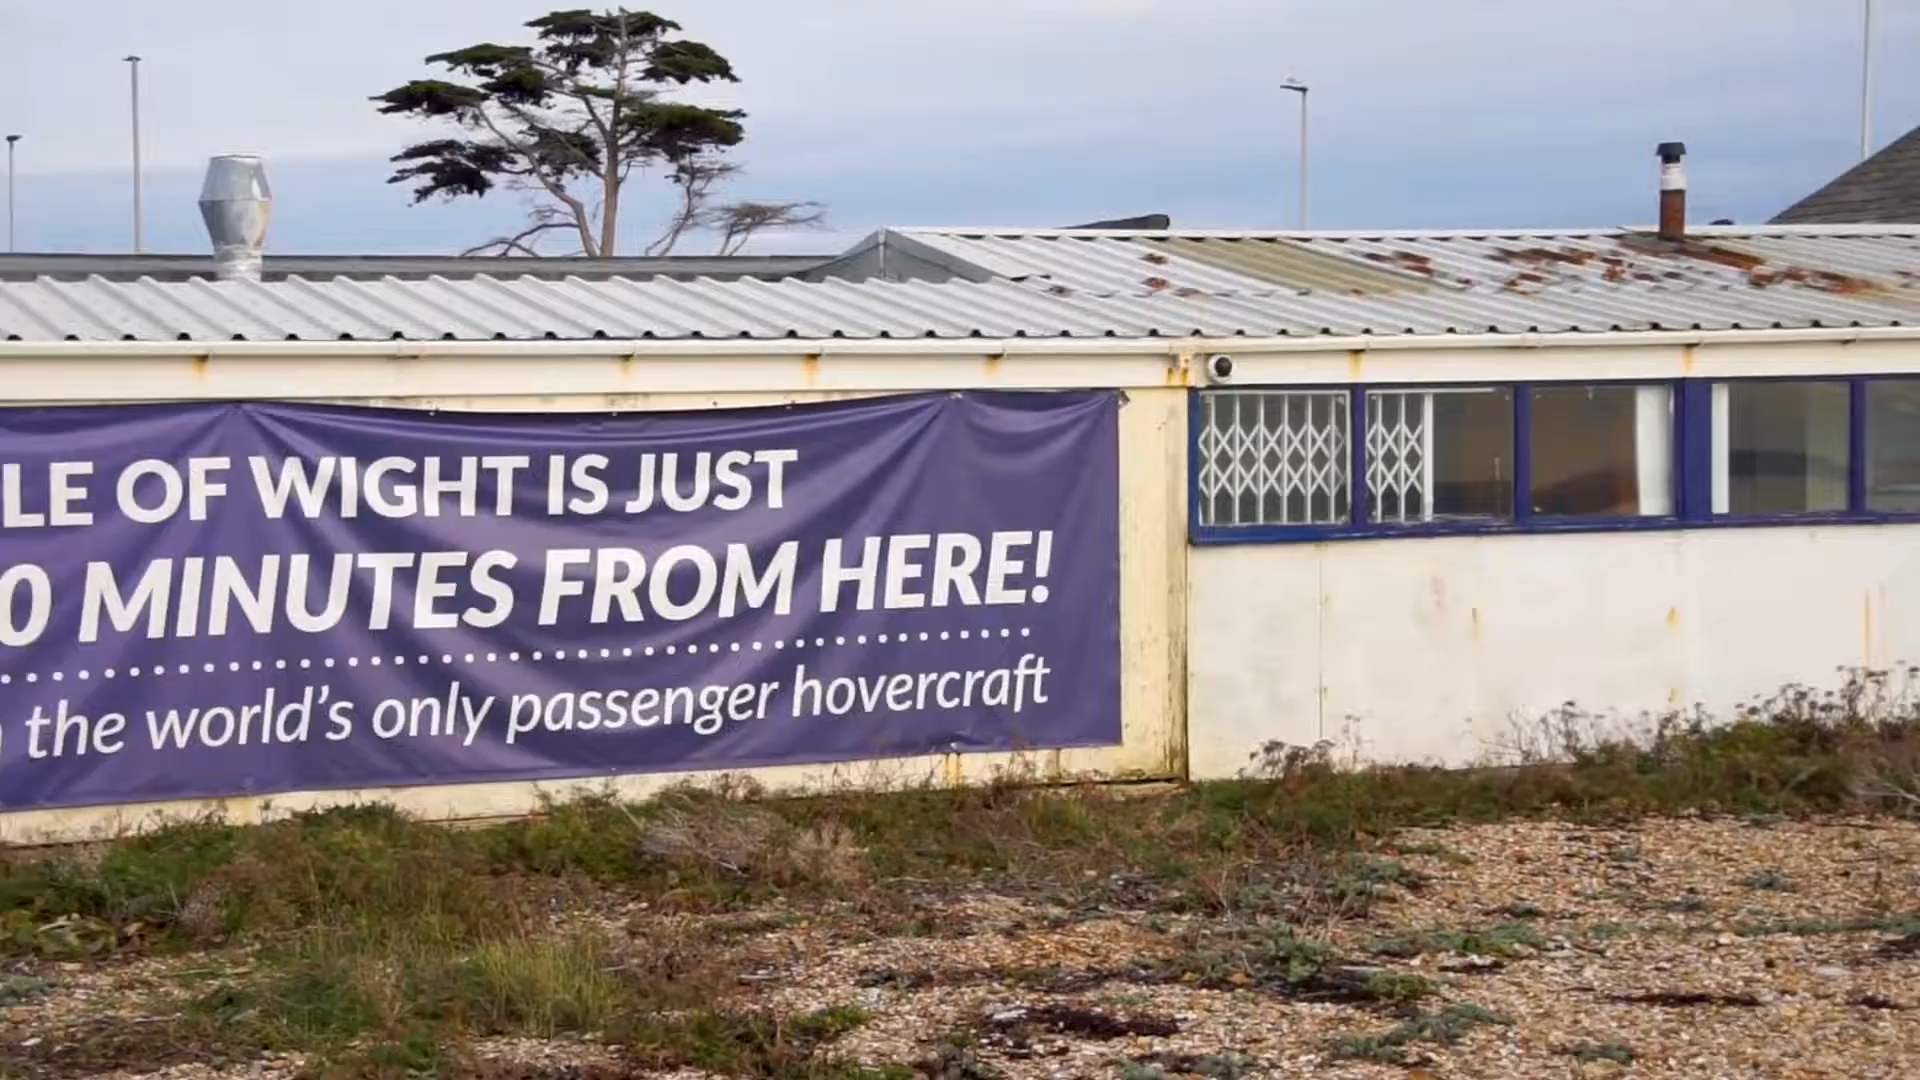 LE OF WIGHT IS JUST
0 MINUTES FROM HERE!
the world's only passenger hovercraft